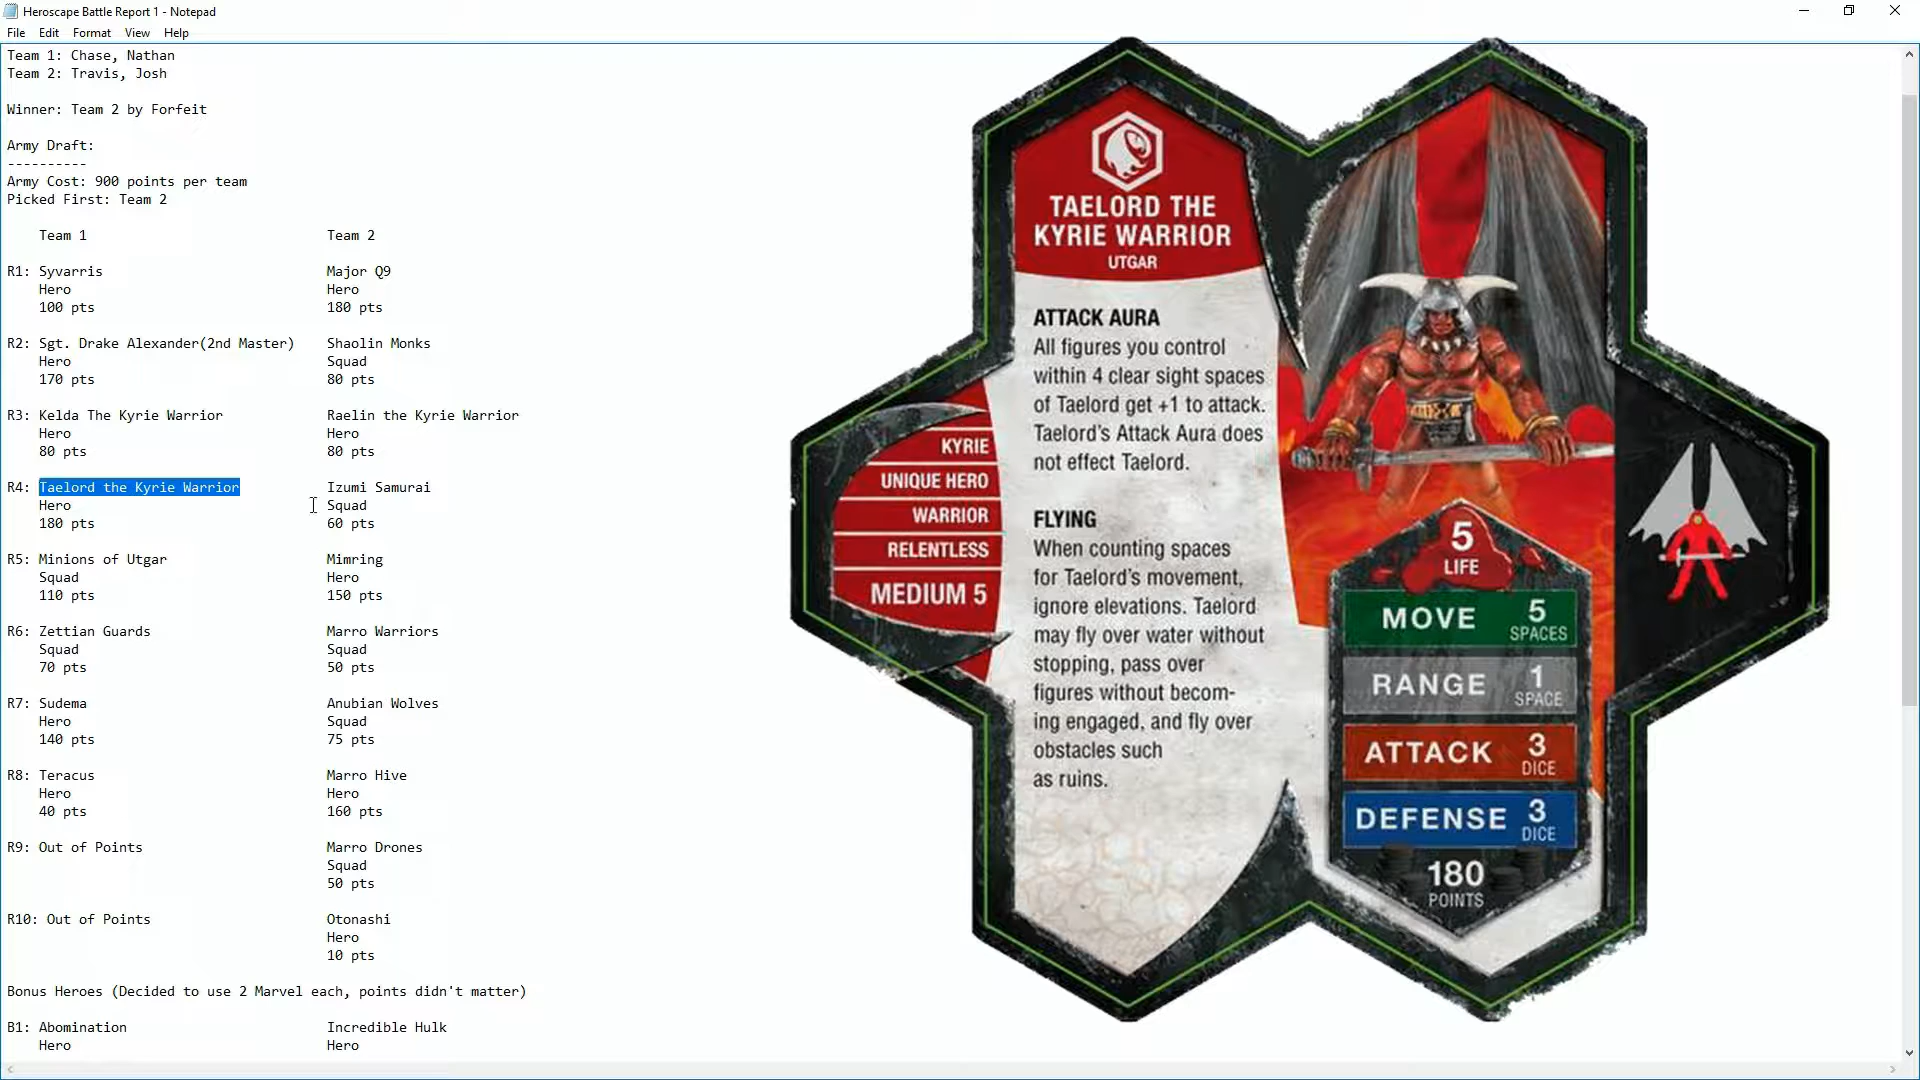 Heroscape Battle Report 1 - Notepad
File Edit Format View Help
Team 1: Chase, Nathan
Team 2: Travis, Josh
Winner: Team 2 by Forfeit
Army Draft:
----------
Army Cost: 900 points per team
Picked First: Team 2
Team 1 Team 2
R1: Syvarris Major Q9
Hero Hero
100 pts 180 pts
R2: Sgt. Drake Alexander(2nd Master) Shaolin Monks
Hero Squad
170 pts 80 pts
R3: Kelda The Kyrie Warrior Raelin the Kyrie Warrior
Hero Hero
80 pts 80 pts
R4: Taelord the Kyrie Warrior Izumi Samurai
Hero Squad
180 pts 60 pts
R5: Minions of Utgar Mimring
Squad Hero
110 pts 150 pts
R6: Zettian Guards Marro Warriors
Squad Squad
70 pts 50 pts
R7: Sudema Anubian Wolves
Hero Squad
140 pts 75 pts
R8: Teracus Marro Hive
Hero Hero
40 pts 160 pts
R9: Out of Points Marro Drones
Squad
50 pts
R10: Out of Points Otonashi
Hero
10 pts
Bonus Heroes (Decided to use 2 Marvel each, points didn't matter)
B1: Abomination Incredible Hulk
Hero Hero
TAELORD THE
KYRIE WARRIOR
UTGAR
ATTACK AURA
All figures you control
within 4 clear sight spaces
of Taelord get +1 to attack.
Taelord's Attack Aura does
not effect Taelord.
FLYING
When counting spaces
for Taelord's movement,
ignore elevations. Taelord
may fly over water without
stopping, pass over
figures without becom-
ing engaged, and fly over
obstacles such
as ruins.
KYRIE
UNIQUE HERO
WARRIOR
RELENTLESS
MEDIUM 5
5
LIFE
MOVE 5
SPACES
RANGE 1
SPACE
ATTACK 3
DICE
DEFENSE 3
DICE
180
POINTS